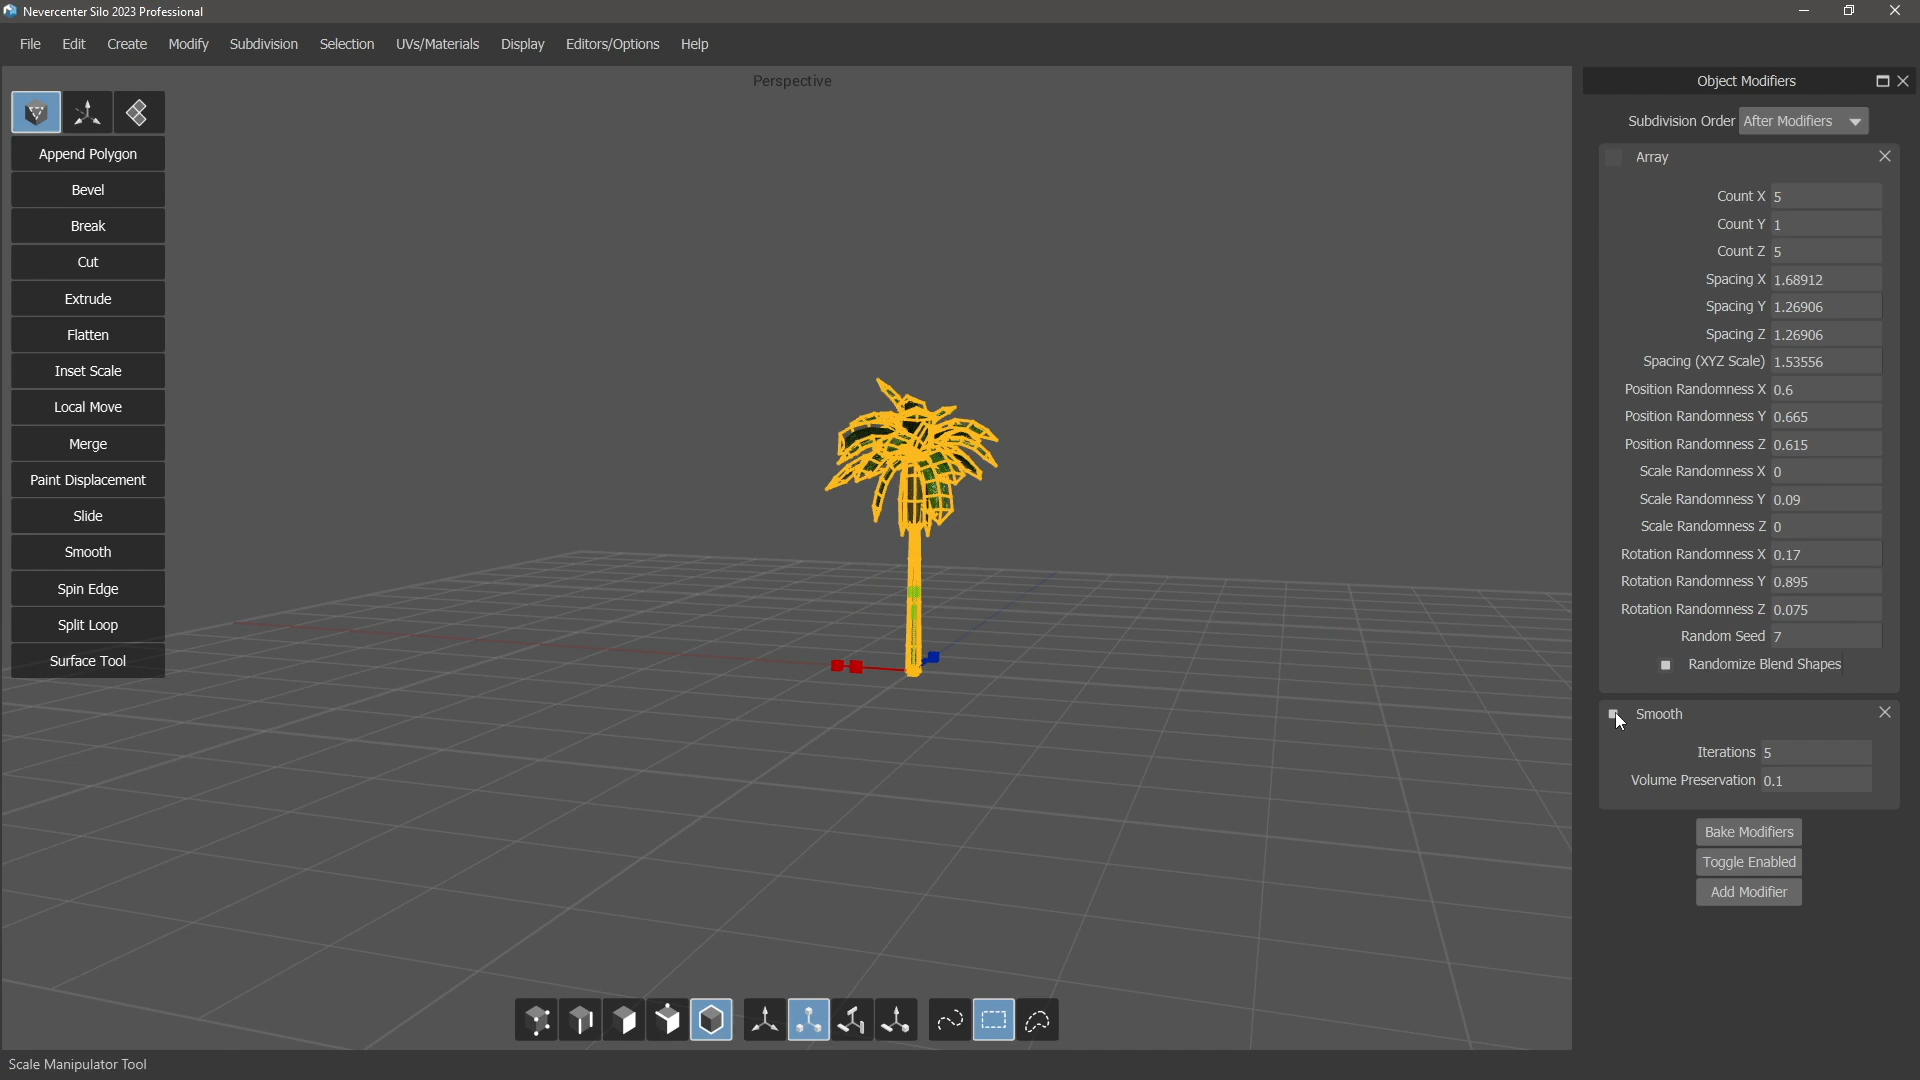 Nevercenter Silo 2023 Professional
File Edit Create Modify Subdivision Selection UVs/Materials Display Editors/Options Help
Perspective
Append Polygon
Bevel
Break
Cut
Extrude
Flatten
Inset Scale
Local Move
Merge
Paint Displacement
Slide
Smooth
Spin Edge
Split Loop
Surface Tool
Object Modifiers
Subdivision Order After Modifiers
Array
Count X 5
Count Y 1
Count Z 5
Spacing X 1.68912
Spacing Y 1.26906
Spacing Z 1.26906
Spacing (XYZ Scale) 1.53556
Position Randomness X 0.6
Position Randomness Y 0.665
Position Randomness Z 0.615
Scale Randomness X 0
Scale Randomness Y 0.09
Scale Randomness Z 0
Rotation Randomness X 0.17
Rotation Randomness Y 0.895
Rotation Randomness Z 0.075
Random Seed 7
Randomize Blend Shapes
Smooth
Iterations 5
Volume Preservation 0.1
Bake Modifiers
Toggle Enabled
Add Modifier
Scale Manipulator Tool